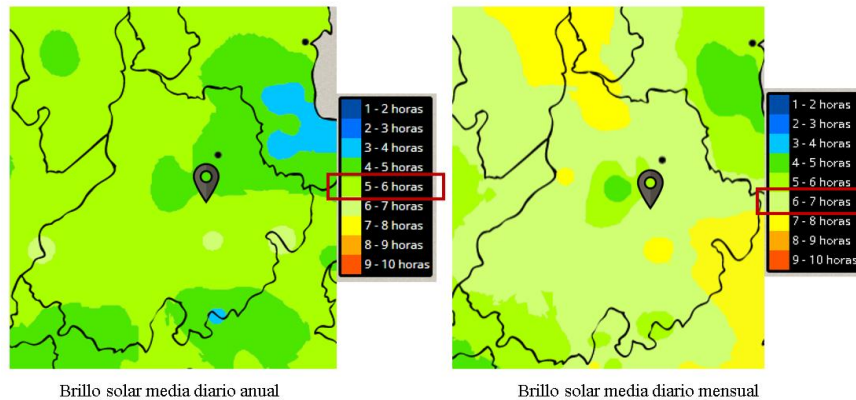 1 - 2 horas
2 - 3 horas
3 - 4 horas
4 - 5 horas
5 - 6 horas
6 - 7 horas
7 - 8 horas
8 - 9 horas
9 - 10 horas
1 - 2 horas
2 - 3 horas
3 - 4 horas
4 - 5 horas
5 - 6 horas
6 - 7 horas
7 - 8 horas
8 - 9 horas
9 - 10 horas
Brillo solar media diario anual
Brillo solar media diario mensual